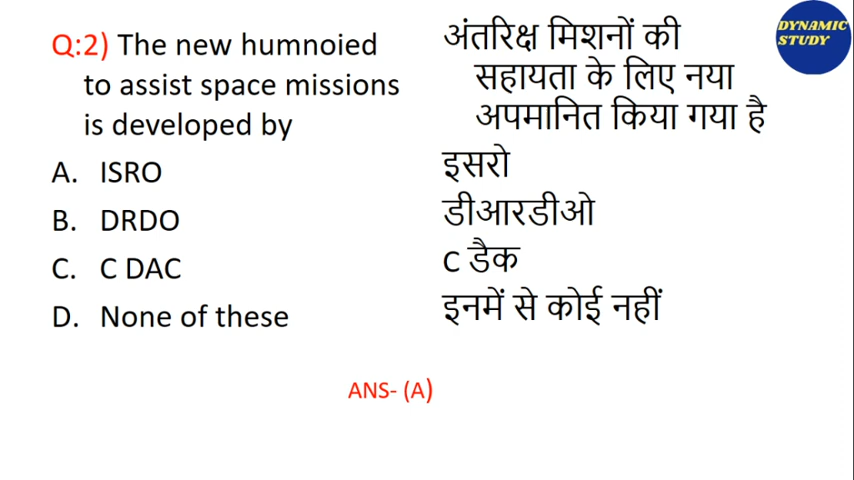 Q:2) The new humnoied
to assist space missions
is developed by
A. ISRO
B. DRDO
C. C DAC
D. None of these
अंतरिक्ष मिशनों की
सहायता के लिए नया
अपमानित किया गया है
इसरो
डीआरडीओ
C डैक
इनमें से कोई नहीं
ANS- (A)
DYNAMIC
STUDY